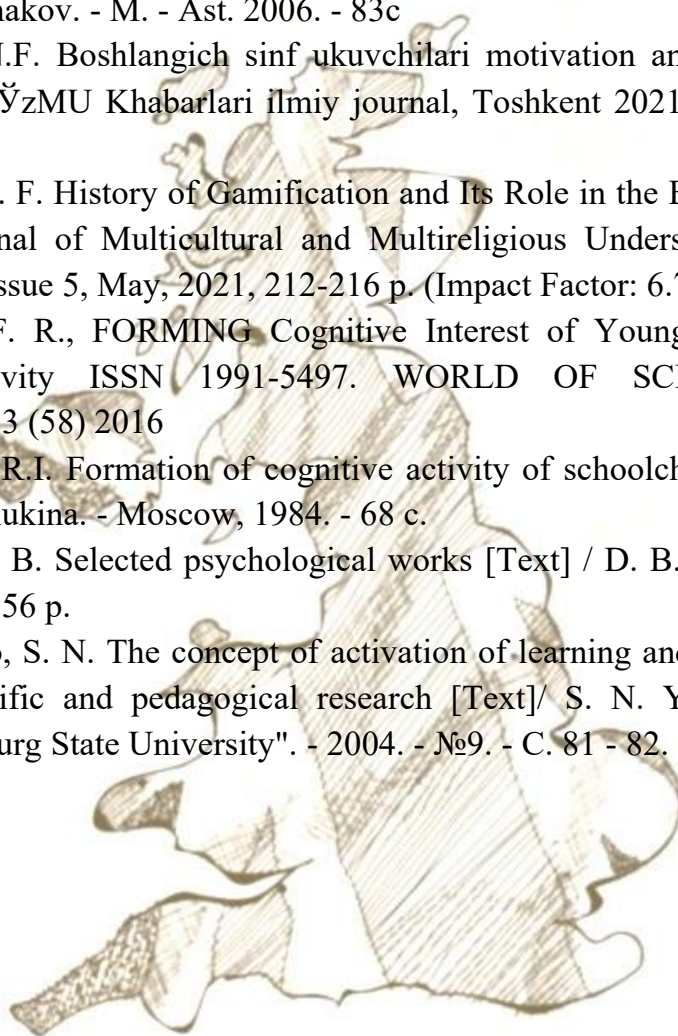 nakov. - M. - Ast. 2006. - 83c
N.F. Boshlangich sinf ukuvchilari motivation an
ЎzMU Khabarlari ilmiy journal, Toshkent 2021
. F. History of Gamification and Its Role in the E
nal of Multicultural and Multireligious Unders
ssue 5, May, 2021, 212-216 p. (Impact Factor: 6.7
F. R., FORMING Cognitive Interest of Young
vity ISSN 1991-5497. WORLD OF SCI
3 (58) 2016
R.I. Formation of cognitive activity of schoolch
ukina. - Moscow, 1984. - 68 c.
B. Selected psychological works [Text] / D. B.
56 p.
o, S. N. The concept of activation of learning and
ific and pedagogical research [Text]/ S. N. Y
urg State University". - 2004. - №9. - C. 81 - 82.